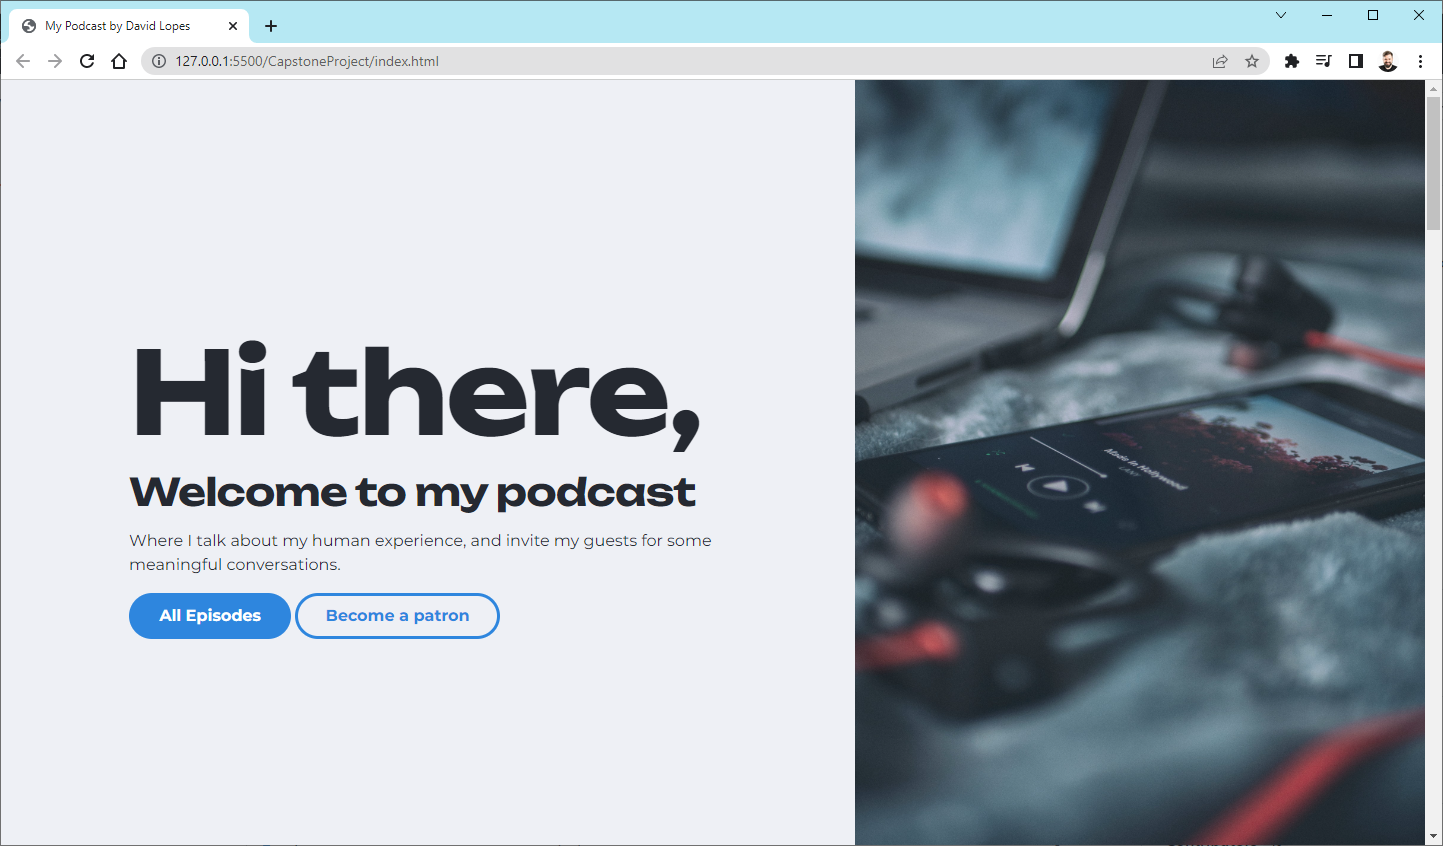 My Podcast by David Lopes
127.0.0.1:5500/CapstoneProject/index.html
Hi there,
Welcome to my podcast
Where I talk about my human experience, and invite my guests for some
meaningful conversations.
All Episodes
Become a patron
Made In Hollywood